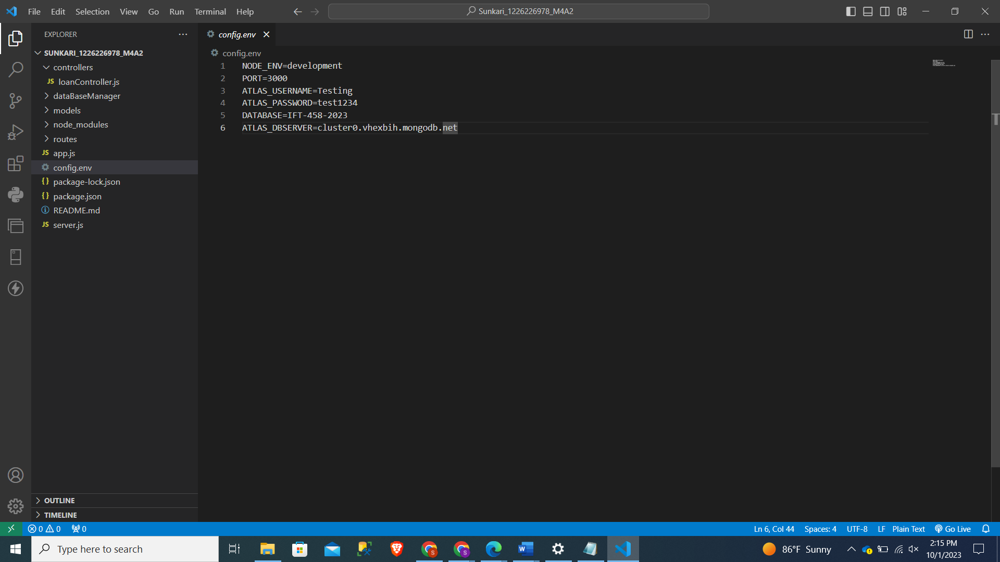 File Edit Selection View Go Run Terminal Help
Sunkari_1226226978_M4A2
EXPLORER
SUNKARI_1226226978_M4A2
controllers
JS loanController.js
dataBaseManager
models
node_modules
routes
JS app.js
config.env
{} package-lock.json
{} package.json
README.md
JS server.js
OUTLINE
TIMELINE
config.env
config.env
1 NODE_ENV=development
2 PORT=3000
3 ATLAS_USERNAME=Testing
4 ATLAS_PASSWORD=test1234
5 DATABASE=IFT-458-2023
6 ATLAS_DBSERVER=cluster0.vhexbih.mongodb.net
0 0 0
Ln 6, Col 44 Spaces: 4 UTF-8 LF Plain Text Go Live
Type here to search
86°F Sunny
2:15 PM
10/1/2023